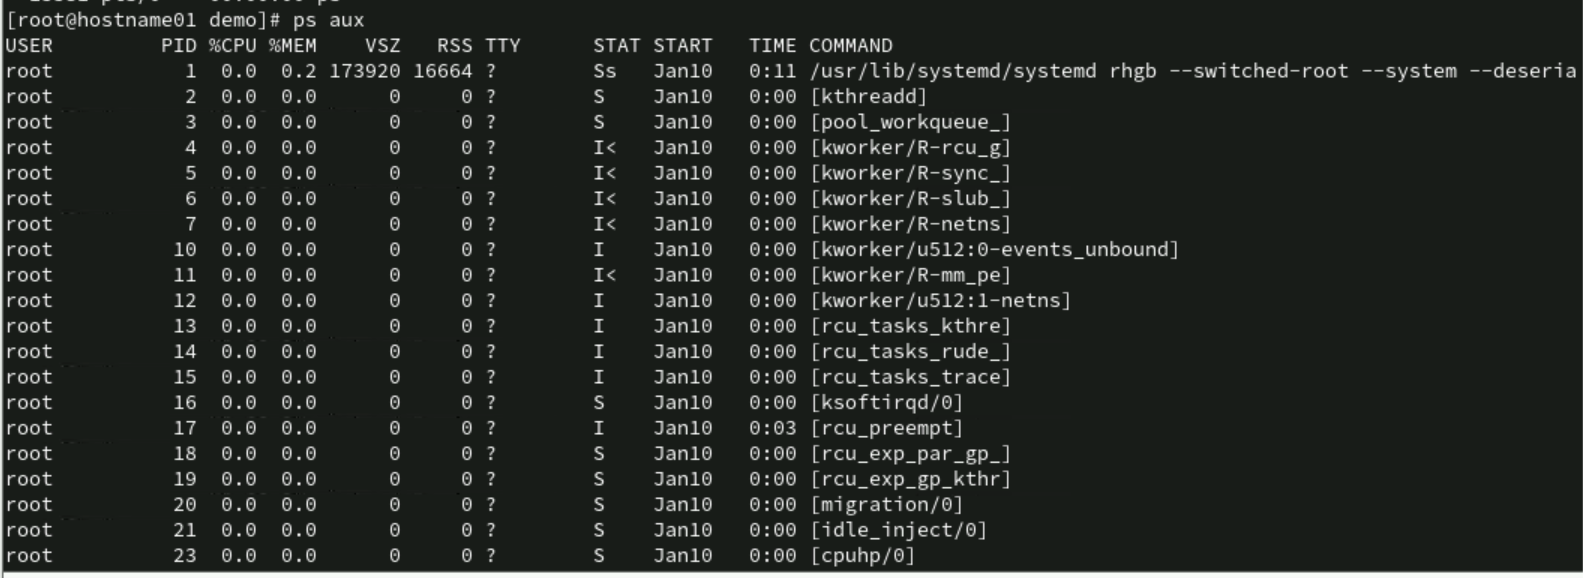 [root@hostname01 demo]# ps aux
USER         PID %CPU %MEM    VSZ   RSS TTY      STAT START   TIME COMMAND
root           1  0.0  0.2 173920 16664 ?        Ss   Jan10   0:11 /usr/lib/systemd/systemd rhgb --switched-root --system --deseria
root           2  0.0  0.0      0     0 ?        S    Jan10   0:00 [kthreadd]
root           3  0.0  0.0      0     0 ?        S    Jan10   0:00 [pool_workqueue_]
root           4  0.0  0.0      0     0 ?        I<   Jan10   0:00 [kworker/R-rcu_g]
root           5  0.0  0.0      0     0 ?        I<   Jan10   0:00 [kworker/R-sync_]
root           6  0.0  0.0      0     0 ?        I<   Jan10   0:00 [kworker/R-slub_]
root           7  0.0  0.0      0     0 ?        I<   Jan10   0:00 [kworker/R-netns]
root          10  0.0  0.0      0     0 ?        I    Jan10   0:00 [kworker/u512:0-events_unbound]
root          11  0.0  0.0      0     0 ?        I<   Jan10   0:00 [kworker/R-mm_pe]
root          12  0.0  0.0      0     0 ?        I    Jan10   0:00 [kworker/u512:1-netns]
root          13  0.0  0.0      0     0 ?        I    Jan10   0:00 [rcu_tasks_kthre]
root          14  0.0  0.0      0     0 ?        I    Jan10   0:00 [rcu_tasks_rude_]
root          15  0.0  0.0      0     0 ?        I    Jan10   0:00 [rcu_tasks_trace]
root          16  0.0  0.0      0     0 ?        S    Jan10   0:00 [ksoftirqd/0]
root          17  0.0  0.0      0     0 ?        I    Jan10   0:03 [rcu_preempt]
root          18  0.0  0.0      0     0 ?        S    Jan10   0:00 [rcu_exp_par_gp_]
root          19  0.0  0.0      0     0 ?        S    Jan10   0:00 [rcu_exp_gp_kthr]
root          20  0.0  0.0      0     0 ?        S    Jan10   0:00 [migration/0]
root          21  0.0  0.0      0     0 ?        S    Jan10   0:00 [idle_inject/0]
root          23  0.0  0.0      0     0 ?        S    Jan10   0:00 [cpuhp/0]